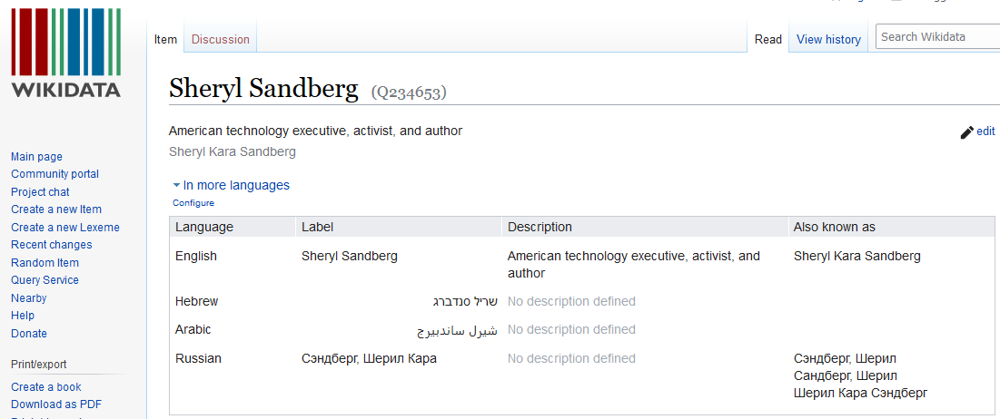 WIKIDATA
Item
Discussion
Read
View history
Search Wikidata
Sheryl Sandberg (Q234653)
American technology executive, activist, and author
edit
Sheryl Kara Sandberg
In more languages
Configure
Language Label Description Also known as
English Sheryl Sandberg American technology executive, activist, and Sheryl Kara Sandberg
author
Hebrew שריל סנדברג No description defined
Arabic شيرل ساندبيرج No description defined
Russian Сэндберг, Шерил Кара No description defined Сэндберг, Шерил
Сандберг, Шерил
Шерил Кара Сэндберг
Main page
Community portal
Project chat
Create a new Item
Create a new Lexeme
Recent changes
Random Item
Query Service
Nearby
Help
Donate
Print/export
Create a book
Download as PDF